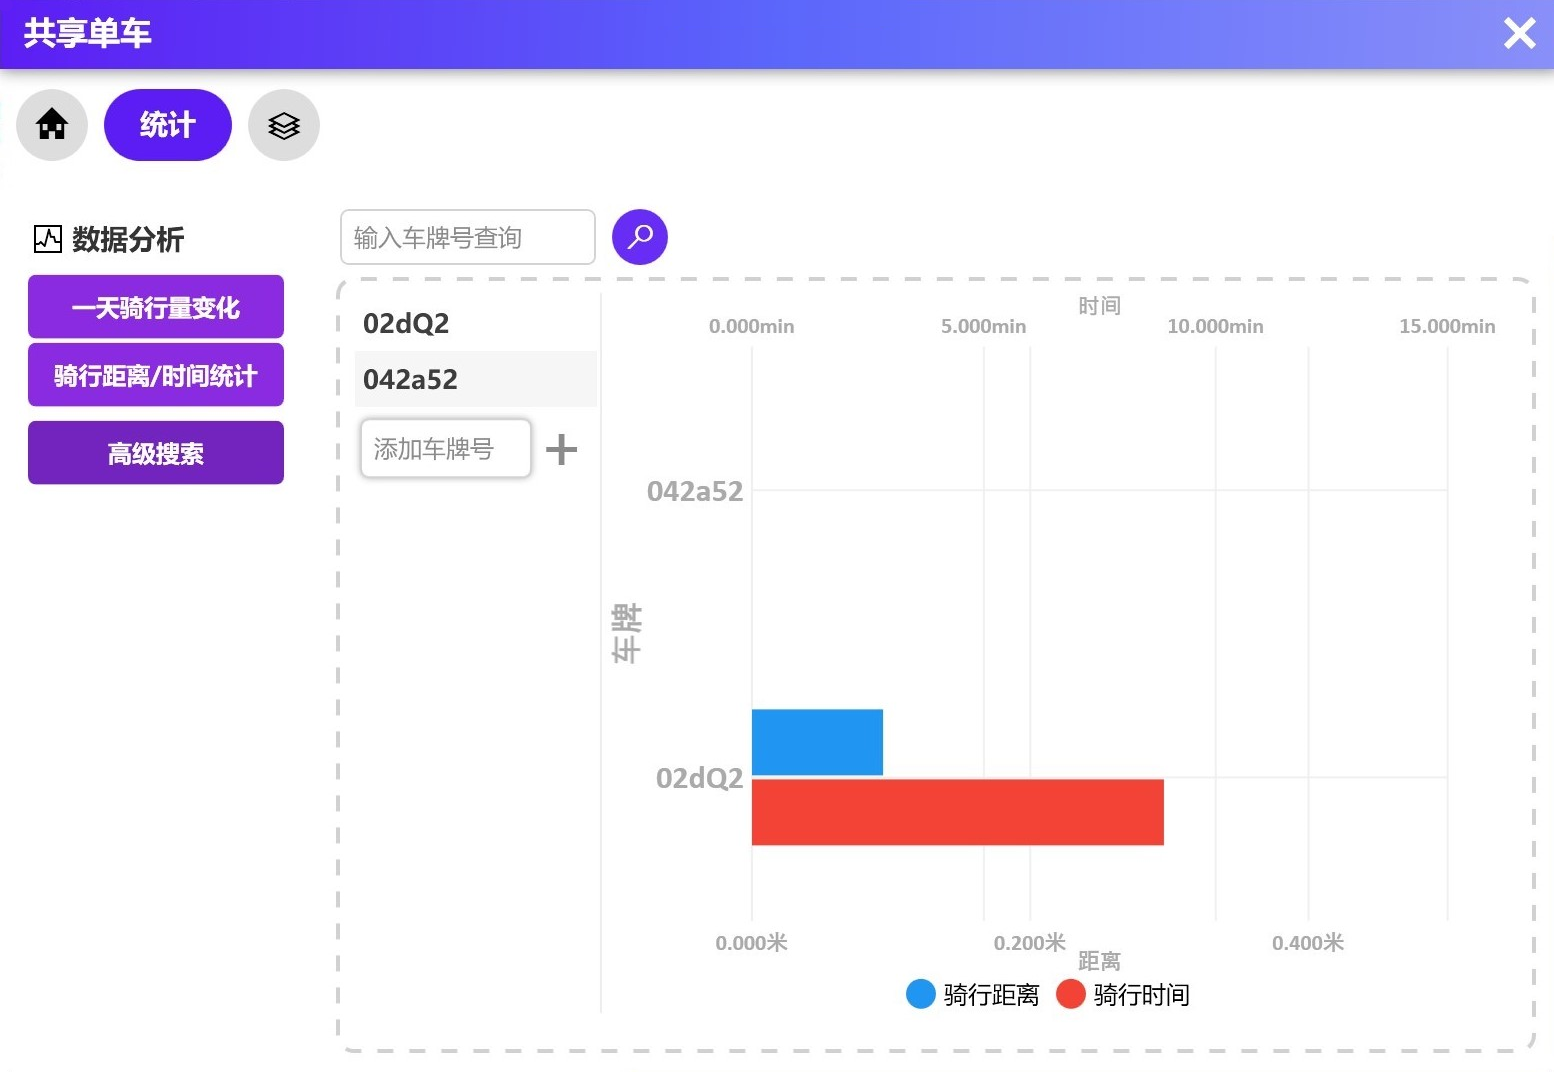 共享单车
统计
数据分析
一天骑行量变化
骑行距离/时间统计
高级搜索
输入车牌号查询
02dQ2
042a52
添加车牌号
时间
0.000min 5.000min 10.000min 15.000min
042a52
车牌
02dQ2
0.000米 0.200米 0.400米
距离
骑行距离 骑行时间